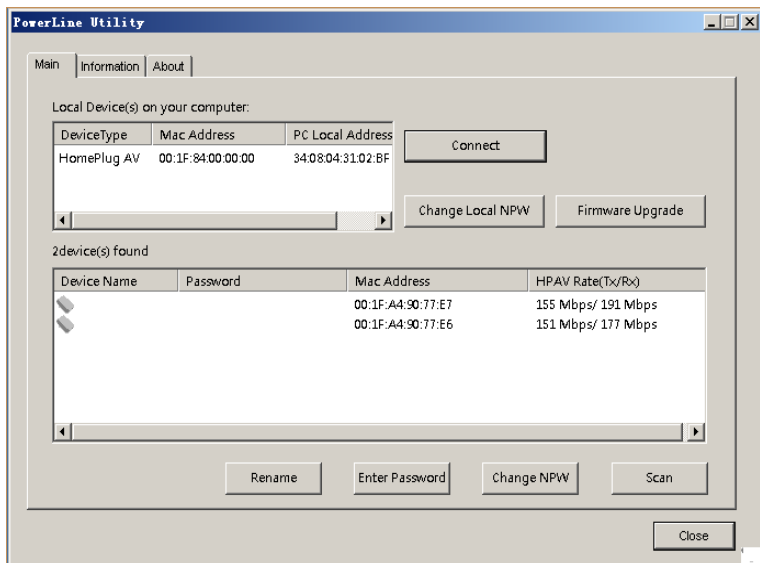 PowerLine Utility
Main Information About
Local Device(s) on your computer:
DeviceType Mac Address PC Local Address
HomePlug AV 00:1F:84:00:00:00 34:08:04:31:02:BF
Connect
Change Local NPW Firmware Upgrade
2device(s) found
Device Name Password Mac Address HPAV Rate(Tx/Rx)
00:1F:A4:90:77:E7 155 Mbps/ 191 Mbps
00:1F:A4:90:77:E6 151 Mbps/ 177 Mbps
Rename Enter Password Change NPW Scan
Close